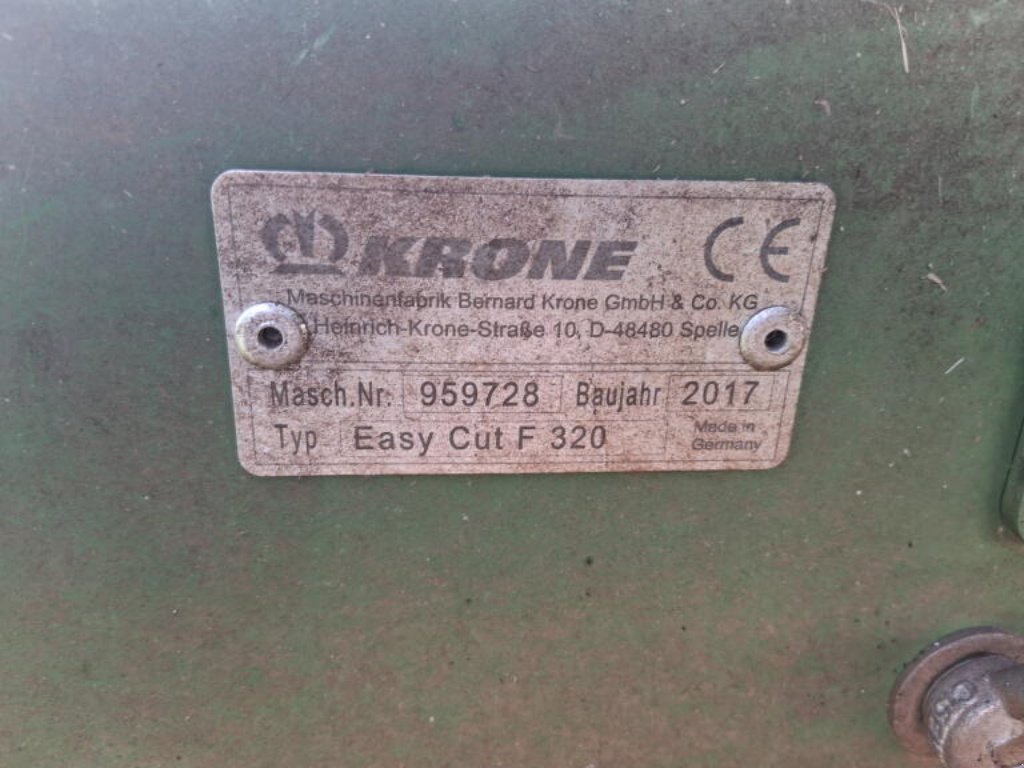 KRONE CE
Maschinenfabrik Bernard Krone GmbH & Co. KG
Heinrich-Krone-Straße 10, D-48480 Spelle
Masch.Nr: 959728 Baujahr 2017
Typ Easy Cut F 320 Made in Germany